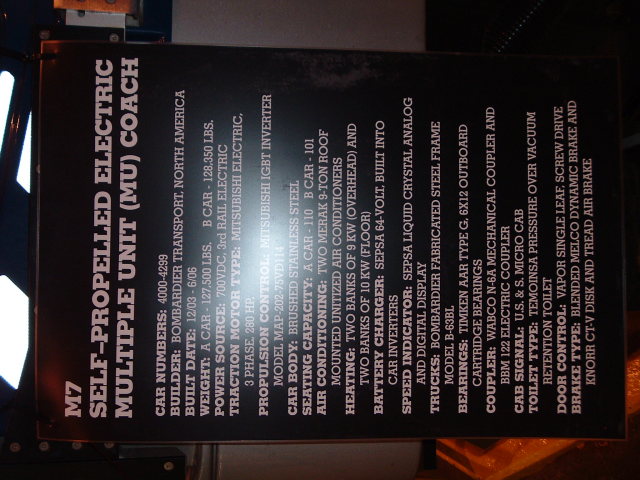 M7
SELF-PROPELLED ELECTRIC
MULTIPLE UNIT (MU) COACH
CAR NUMBERS: 4000-4299
BUILDER: BOMBARDIER TRANSPORT, NORTH AMERICA
BUILT DATE: 12/03 - 6/06
WEIGHT: A CAR - 127,500 LBS. B CAR - 128,350 LBS.
POWER SOURCE: 700VDC, 3rd RAIL ELECTRIC
TRACTION MOTOR TYPE: MITSUBISHI ELECTRIC,
3 PHASE, 280 HP.
PROPULSION CONTROL: MITSUBISHI IGBT INVERTER
MODEL MAP-202-75VD114
CAR BODY: BRUSHED STAINLESS STEEL
SEATING CAPACITY: A CAR - 110 B CAR - 101
AIR CONDITIONING: TWO MERAK 9-TON ROOF
MOUNTED UNITIZED AIR CONDITIONERS
HEATING: TWO BANKS OF 9 KW (OVERHEAD) AND
TWO BANKS OF 10 KW (FLOOR)
BATTERY CHARGER: SEPSA 64-VOLT, BUILT INTO
CAR INVERTERS
SPEED INDICATOR: SEPSA LIQUID CRYSTAL ANALOG
AND DIGITAL DISPLAY
TRUCKS: BOMBARDIER FABRICATED STEEL FRAME
MODEL B-63BL
BEARINGS: TIMKEN AAR TYPE G, 6X12 OUTBOARD
CARTRIDGE BEARINGS
COUPLER: WABCO N-8A MECHANICAL COUPLER AND
BBM 122 ELECTRIC COUPLER
CAB SIGNAL: U.S. & S. MICRO CAB
TOILET TYPE: TEMOINSA PRESSURE OVER VACUUM
RETENTION TOILET
DOOR CONTROL: VAPOR SINGLE LEAF, SCREW DRIVE
BRAKE TYPE: BLENDED MELCO DYNAMIC BRAKE AND
KNORR CT-V DISK AND TREAD AIR BRAKE